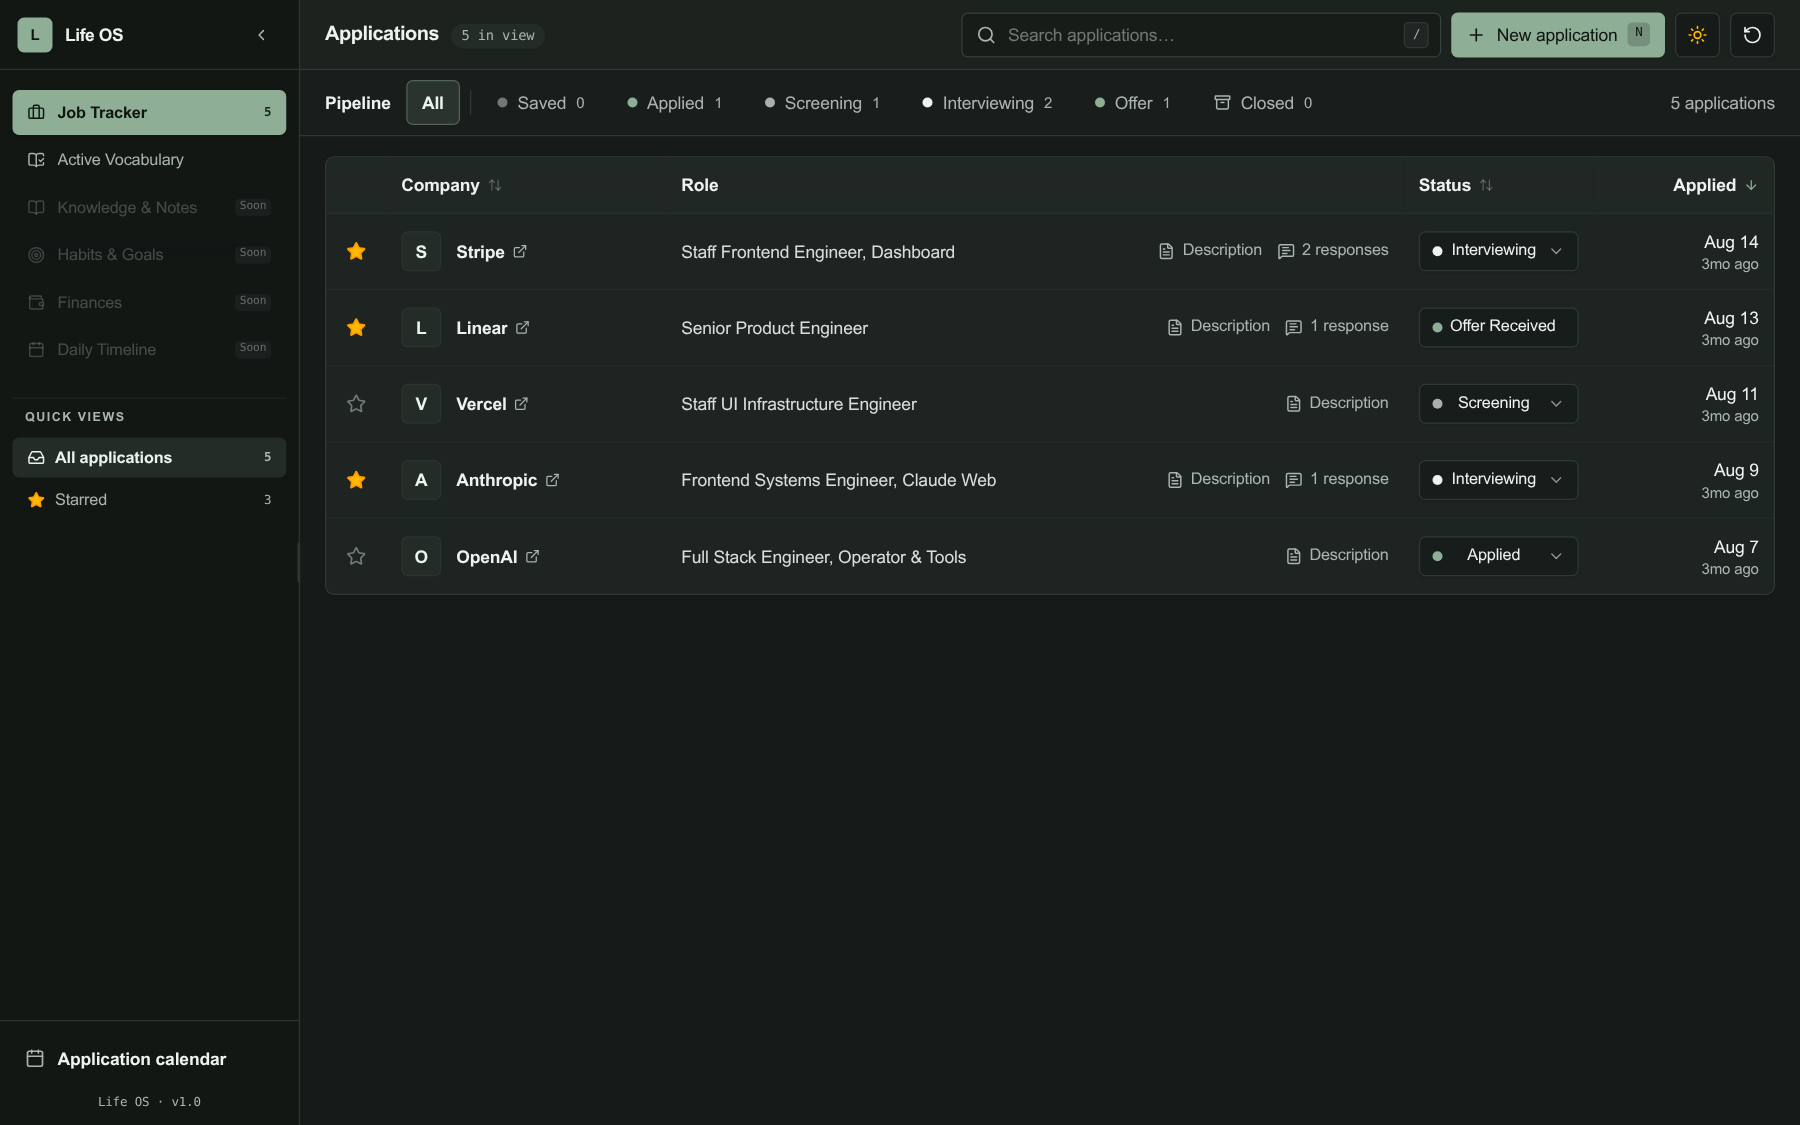 L Life OS
Job Tracker 5
Active Vocabulary
Knowledge & Notes Soon
Habits & Goals Soon
Finances Soon
Daily Timeline Soon
QUICK VIEWS
All applications 5
Starred 3
Application calendar
Life OS · v1.0
Applications 5 in view Search applications… / New application N
Pipeline All Saved 0 Applied 1 Screening 1 Interviewing 2 Offer 1 Closed 0 5 applications
Company Role Status Applied
S Stripe Staff Frontend Engineer, Dashboard Description 2 responses Interviewing Aug 14
3mo ago
L Linear Senior Product Engineer Description 1 response Offer Received Aug 13
3mo ago
V Vercel Staff UI Infrastructure Engineer Description Screening Aug 11
3mo ago
A Anthropic Frontend Systems Engineer, Claude Web Description 1 response Interviewing Aug 9
3mo ago
O OpenAI Full Stack Engineer, Operator & Tools Description Applied Aug 7
3mo ago